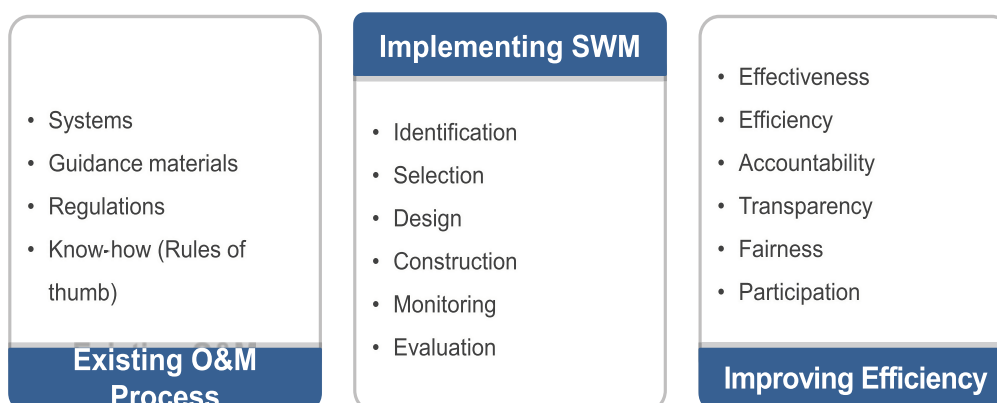 • Systems
• Guidance materials
• Regulations
• Know-how (Rules of
thumb)
Existing O&M
Process
Implementing SWM
• Identification
• Selection
• Design
• Construction
• Monitoring
• Evaluation
• Effectiveness
• Efficiency
• Accountability
• Transparency
• Fairness
• Participation
Improving Efficiency